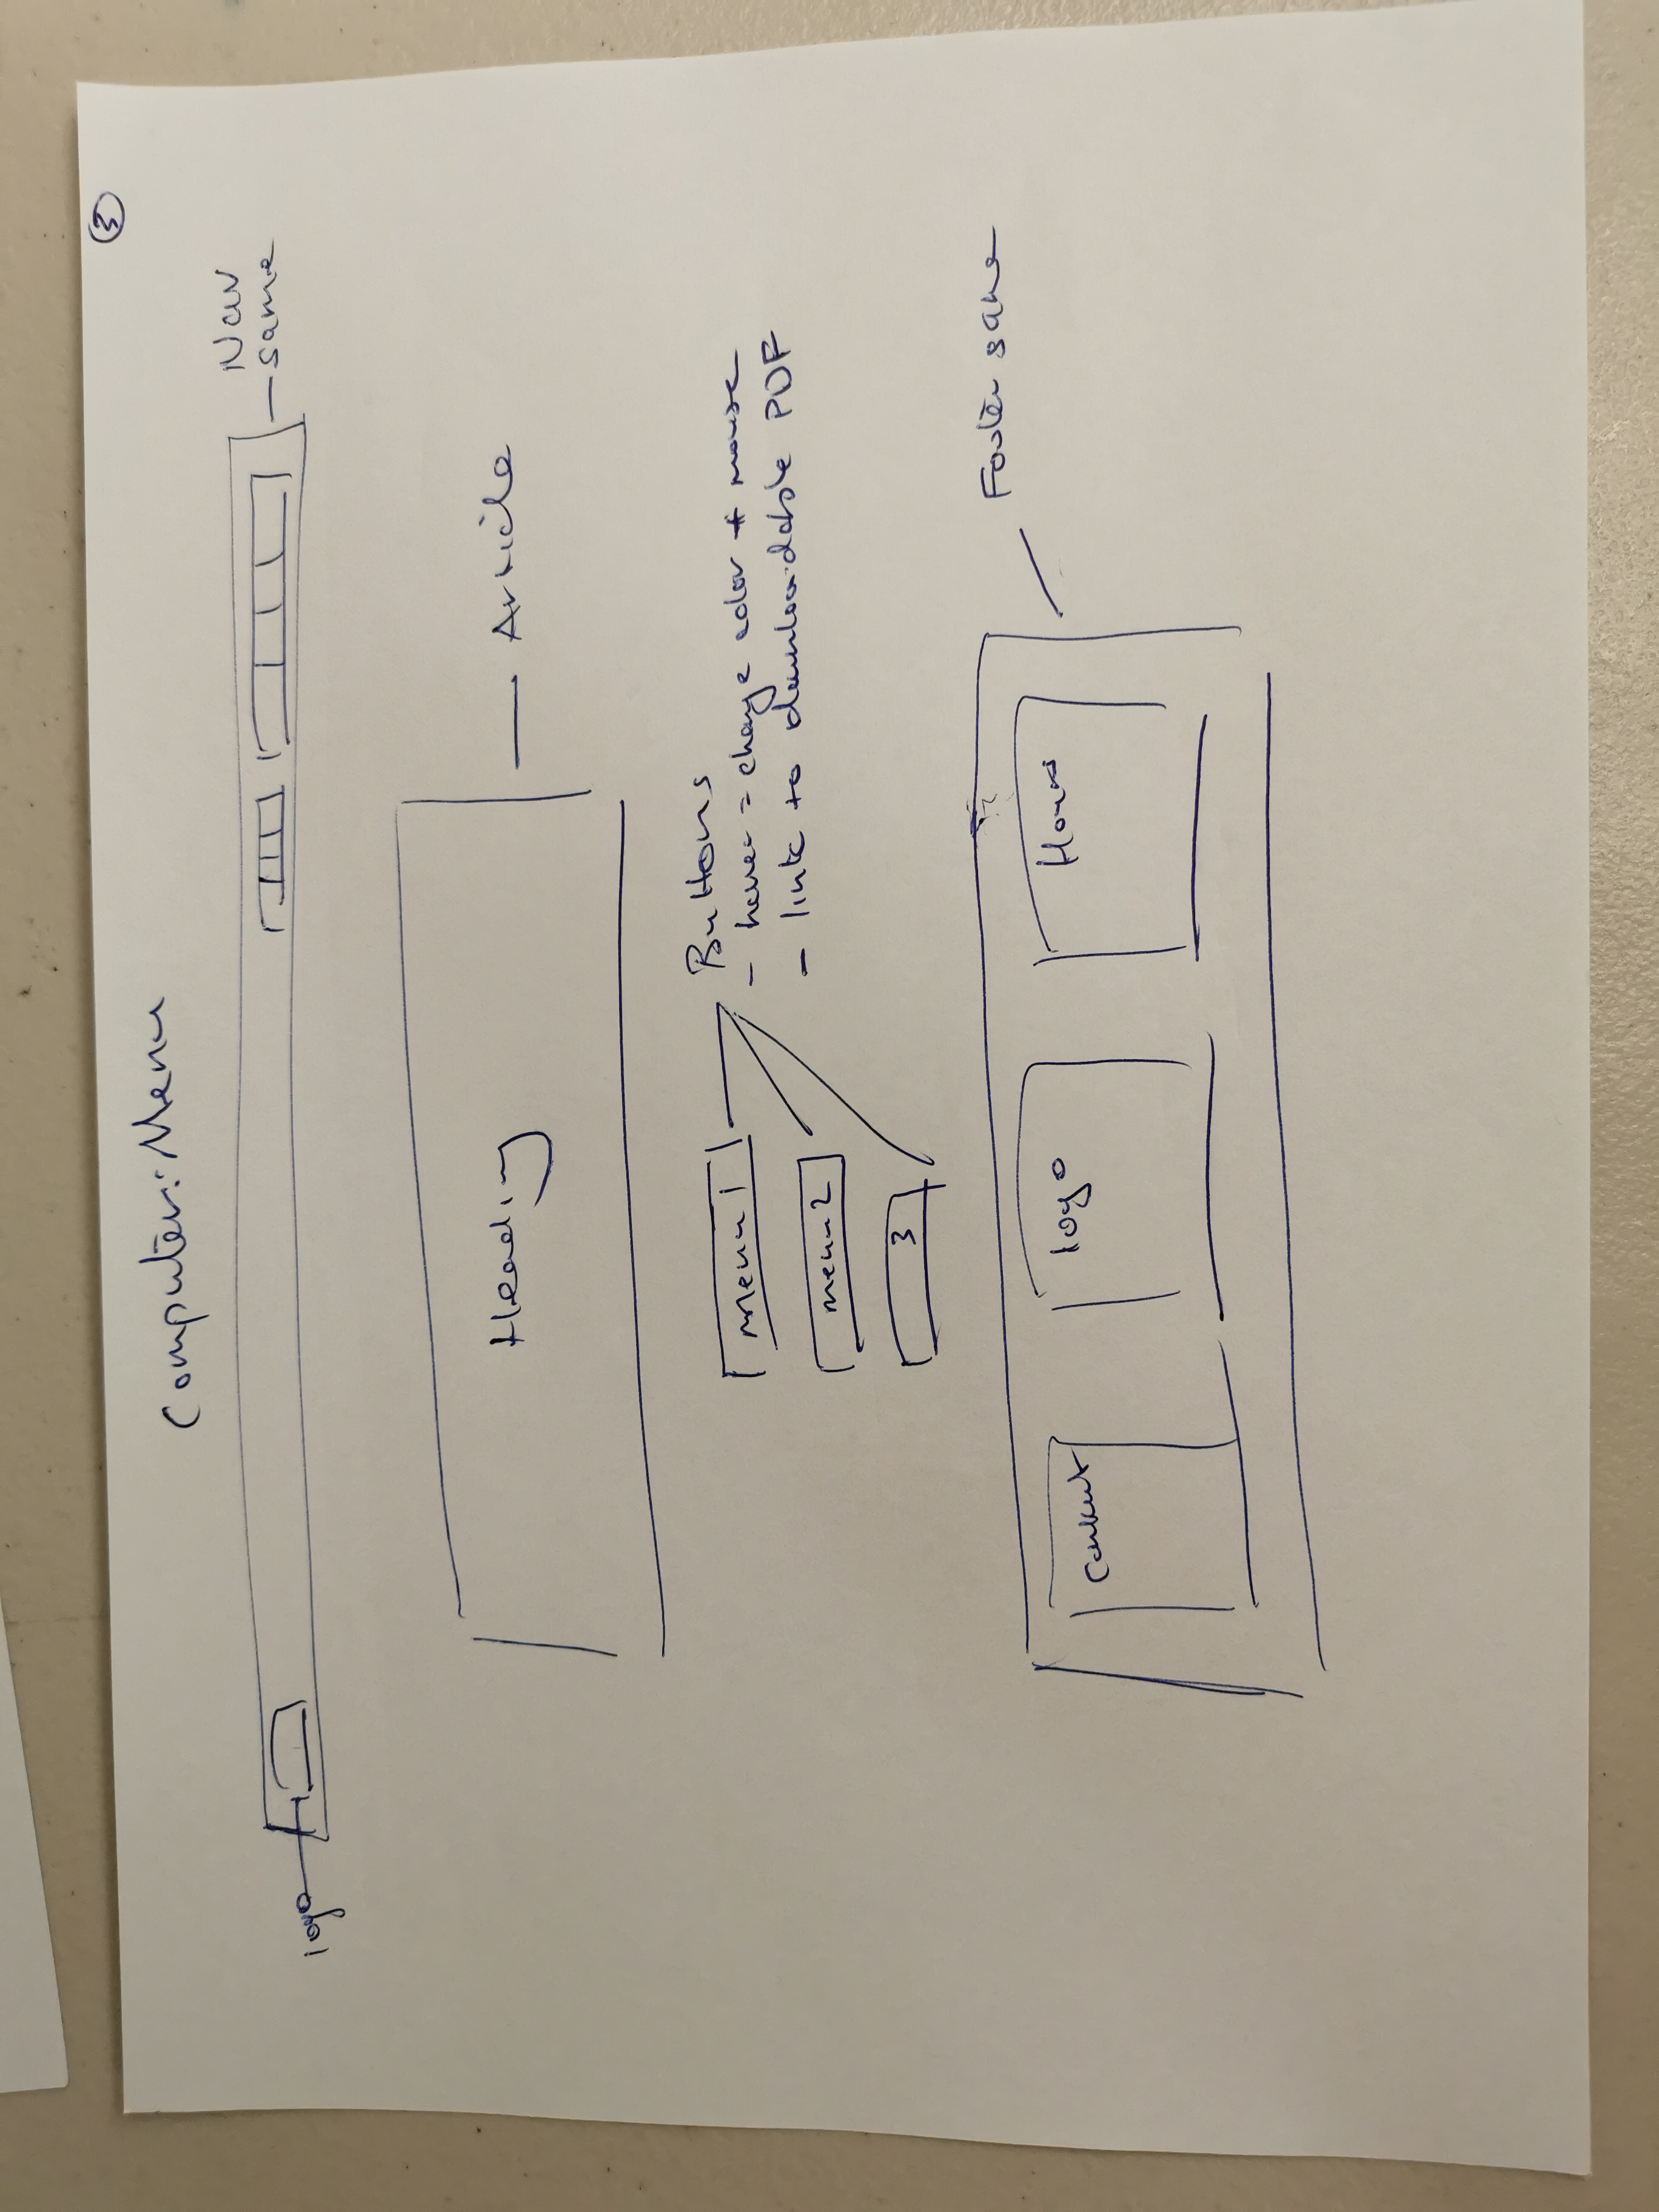 3
Computer: Menu
Nav
same
logo
Heading
Article
menu 1
menu 2
3
Buttons
- hover = change color + mouse
- link to downloadable PDF
Footer same
Contact
logo
Hours